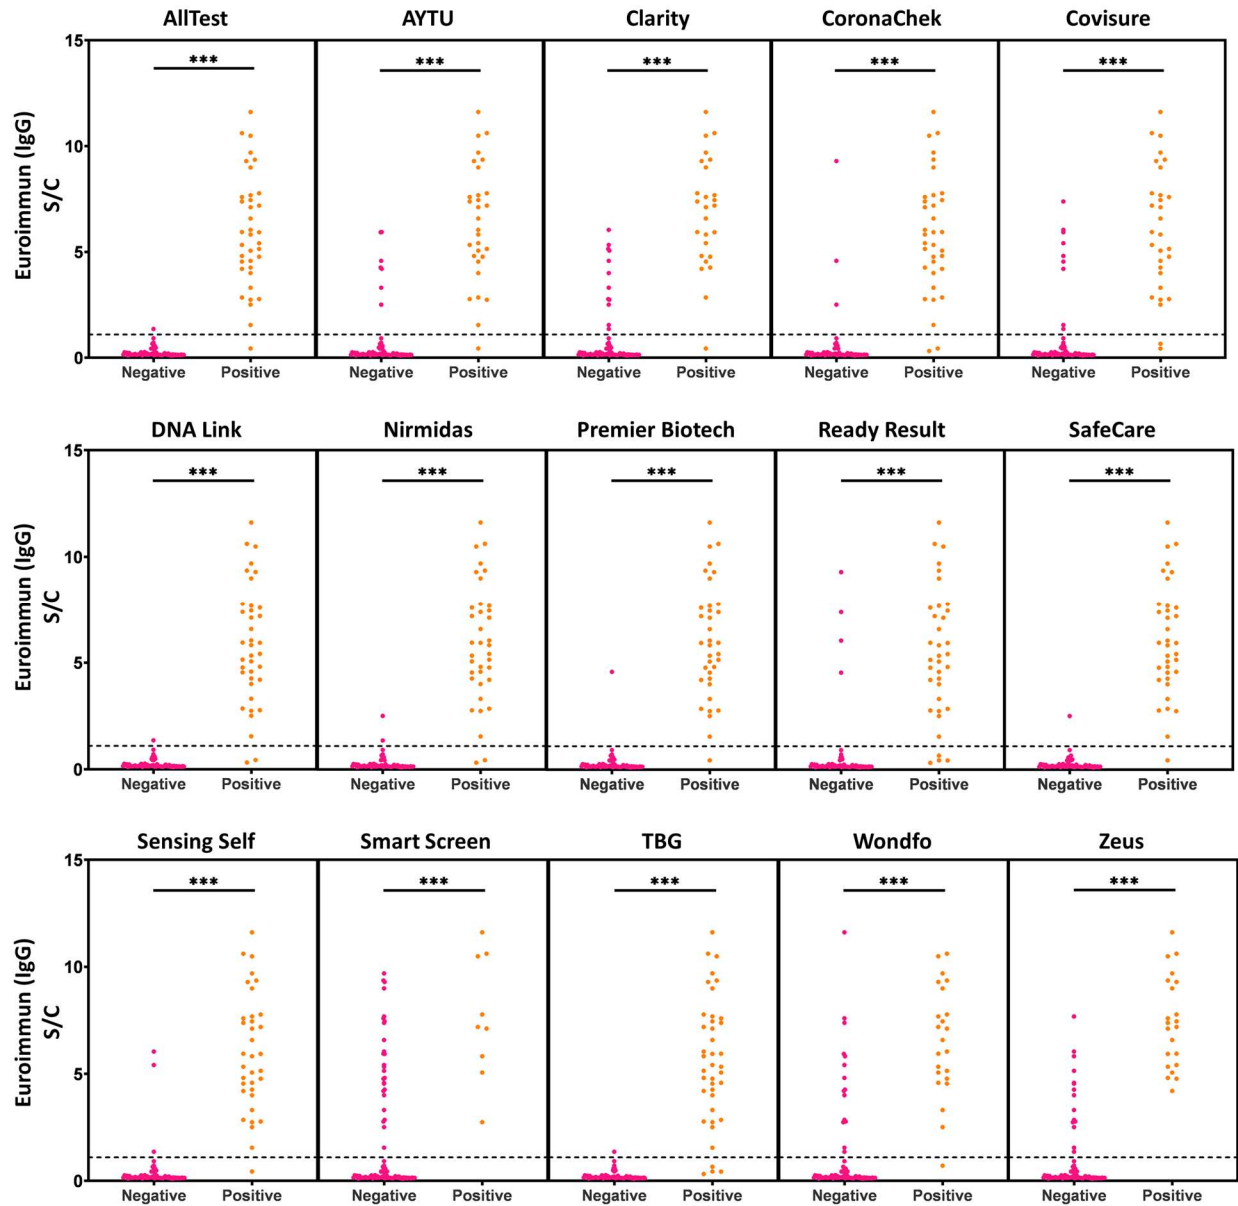 AllTest AYTU Clarity CoronaChek Covisure
15
*** *** *** *** ***
10
5
0
Euroimmun (IgG)
S/C
Negative Positive Negative Positive Negative Positive Negative Positive Negative Positive
DNA Link Nirmidas Premier Biotech Ready Result SafeCare
15
*** *** *** *** ***
10
5
0
Euroimmun (IgG)
S/C
Negative Positive Negative Positive Negative Positive Negative Positive Negative Positive
Sensing Self Smart Screen TBG Wondfo Zeus
15
*** *** *** *** ***
10
5
0
Euroimmun (IgG)
S/C
Negative Positive Negative Positive Negative Positive Negative Positive Negative Positive